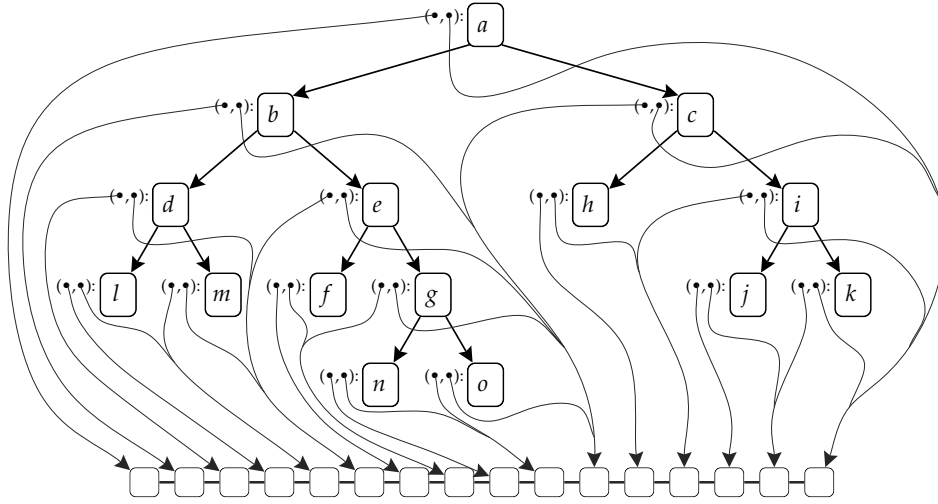 (•,•): a
(•,•): b (•,•): c
(•,•): d (•,•): e (•,•): h (•,•): i
(•,•): l (•,•): m (•,•): f (•,•): g (•,•): j (•,•): k
(•,•): n (•,•): o